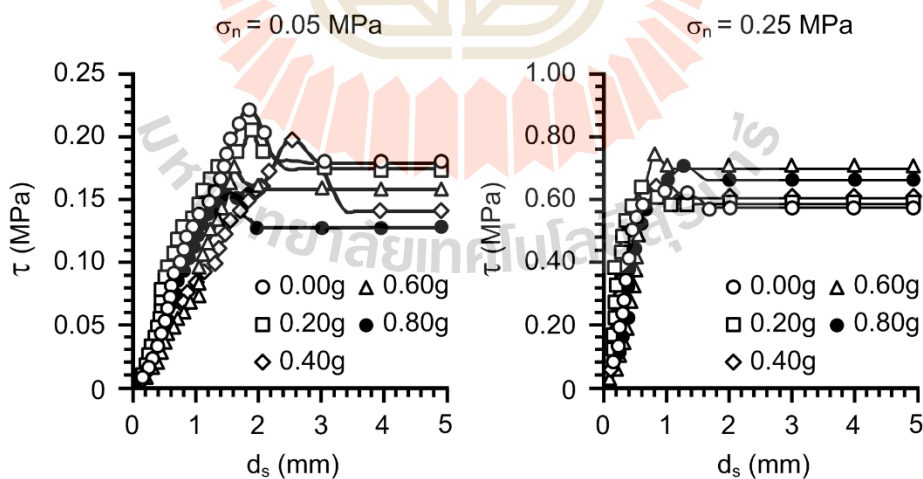 σn = 0.05 MPa
0.25
0.20
0.15
0.10
0.05
0
τ (MPa)
0 1 2 3 4 5
ds (mm)
0.00g 0.60g
0.20g 0.80g
0.40g
σn = 0.25 MPa
1.00
0.80
0.60
0.40
0.20
0
τ (MPa)
0 1 2 3 4 5
ds (mm)
0.00g 0.60g
0.20g 0.80g
0.40g